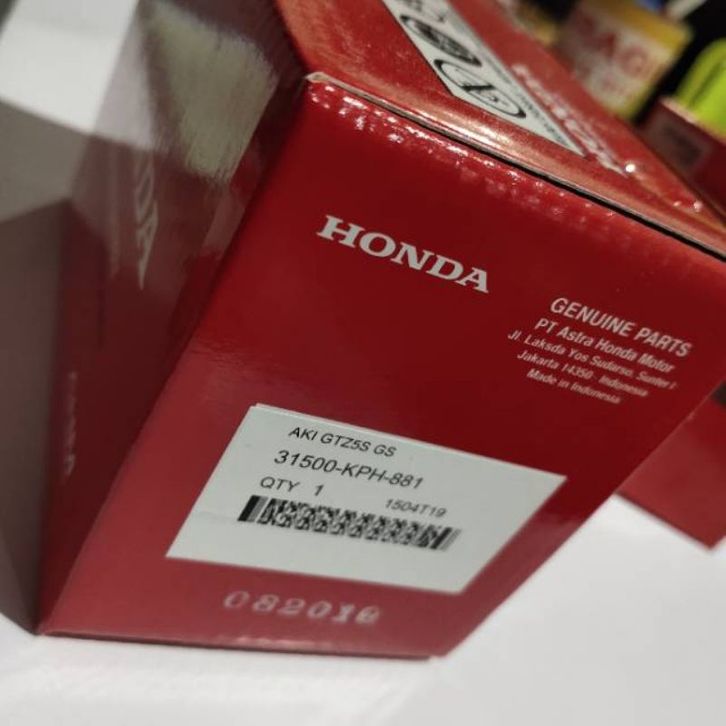 HONDA
GENUINE PARTS
PT Astra Honda Motor
Jl. Laksda Yos Sudarso, Sunter I
Jakarta 14350 - Indonesia
Made in Indonesia
AKI GTZ5S GS
31500-KPH-881
QTY 1
1504T19
082019